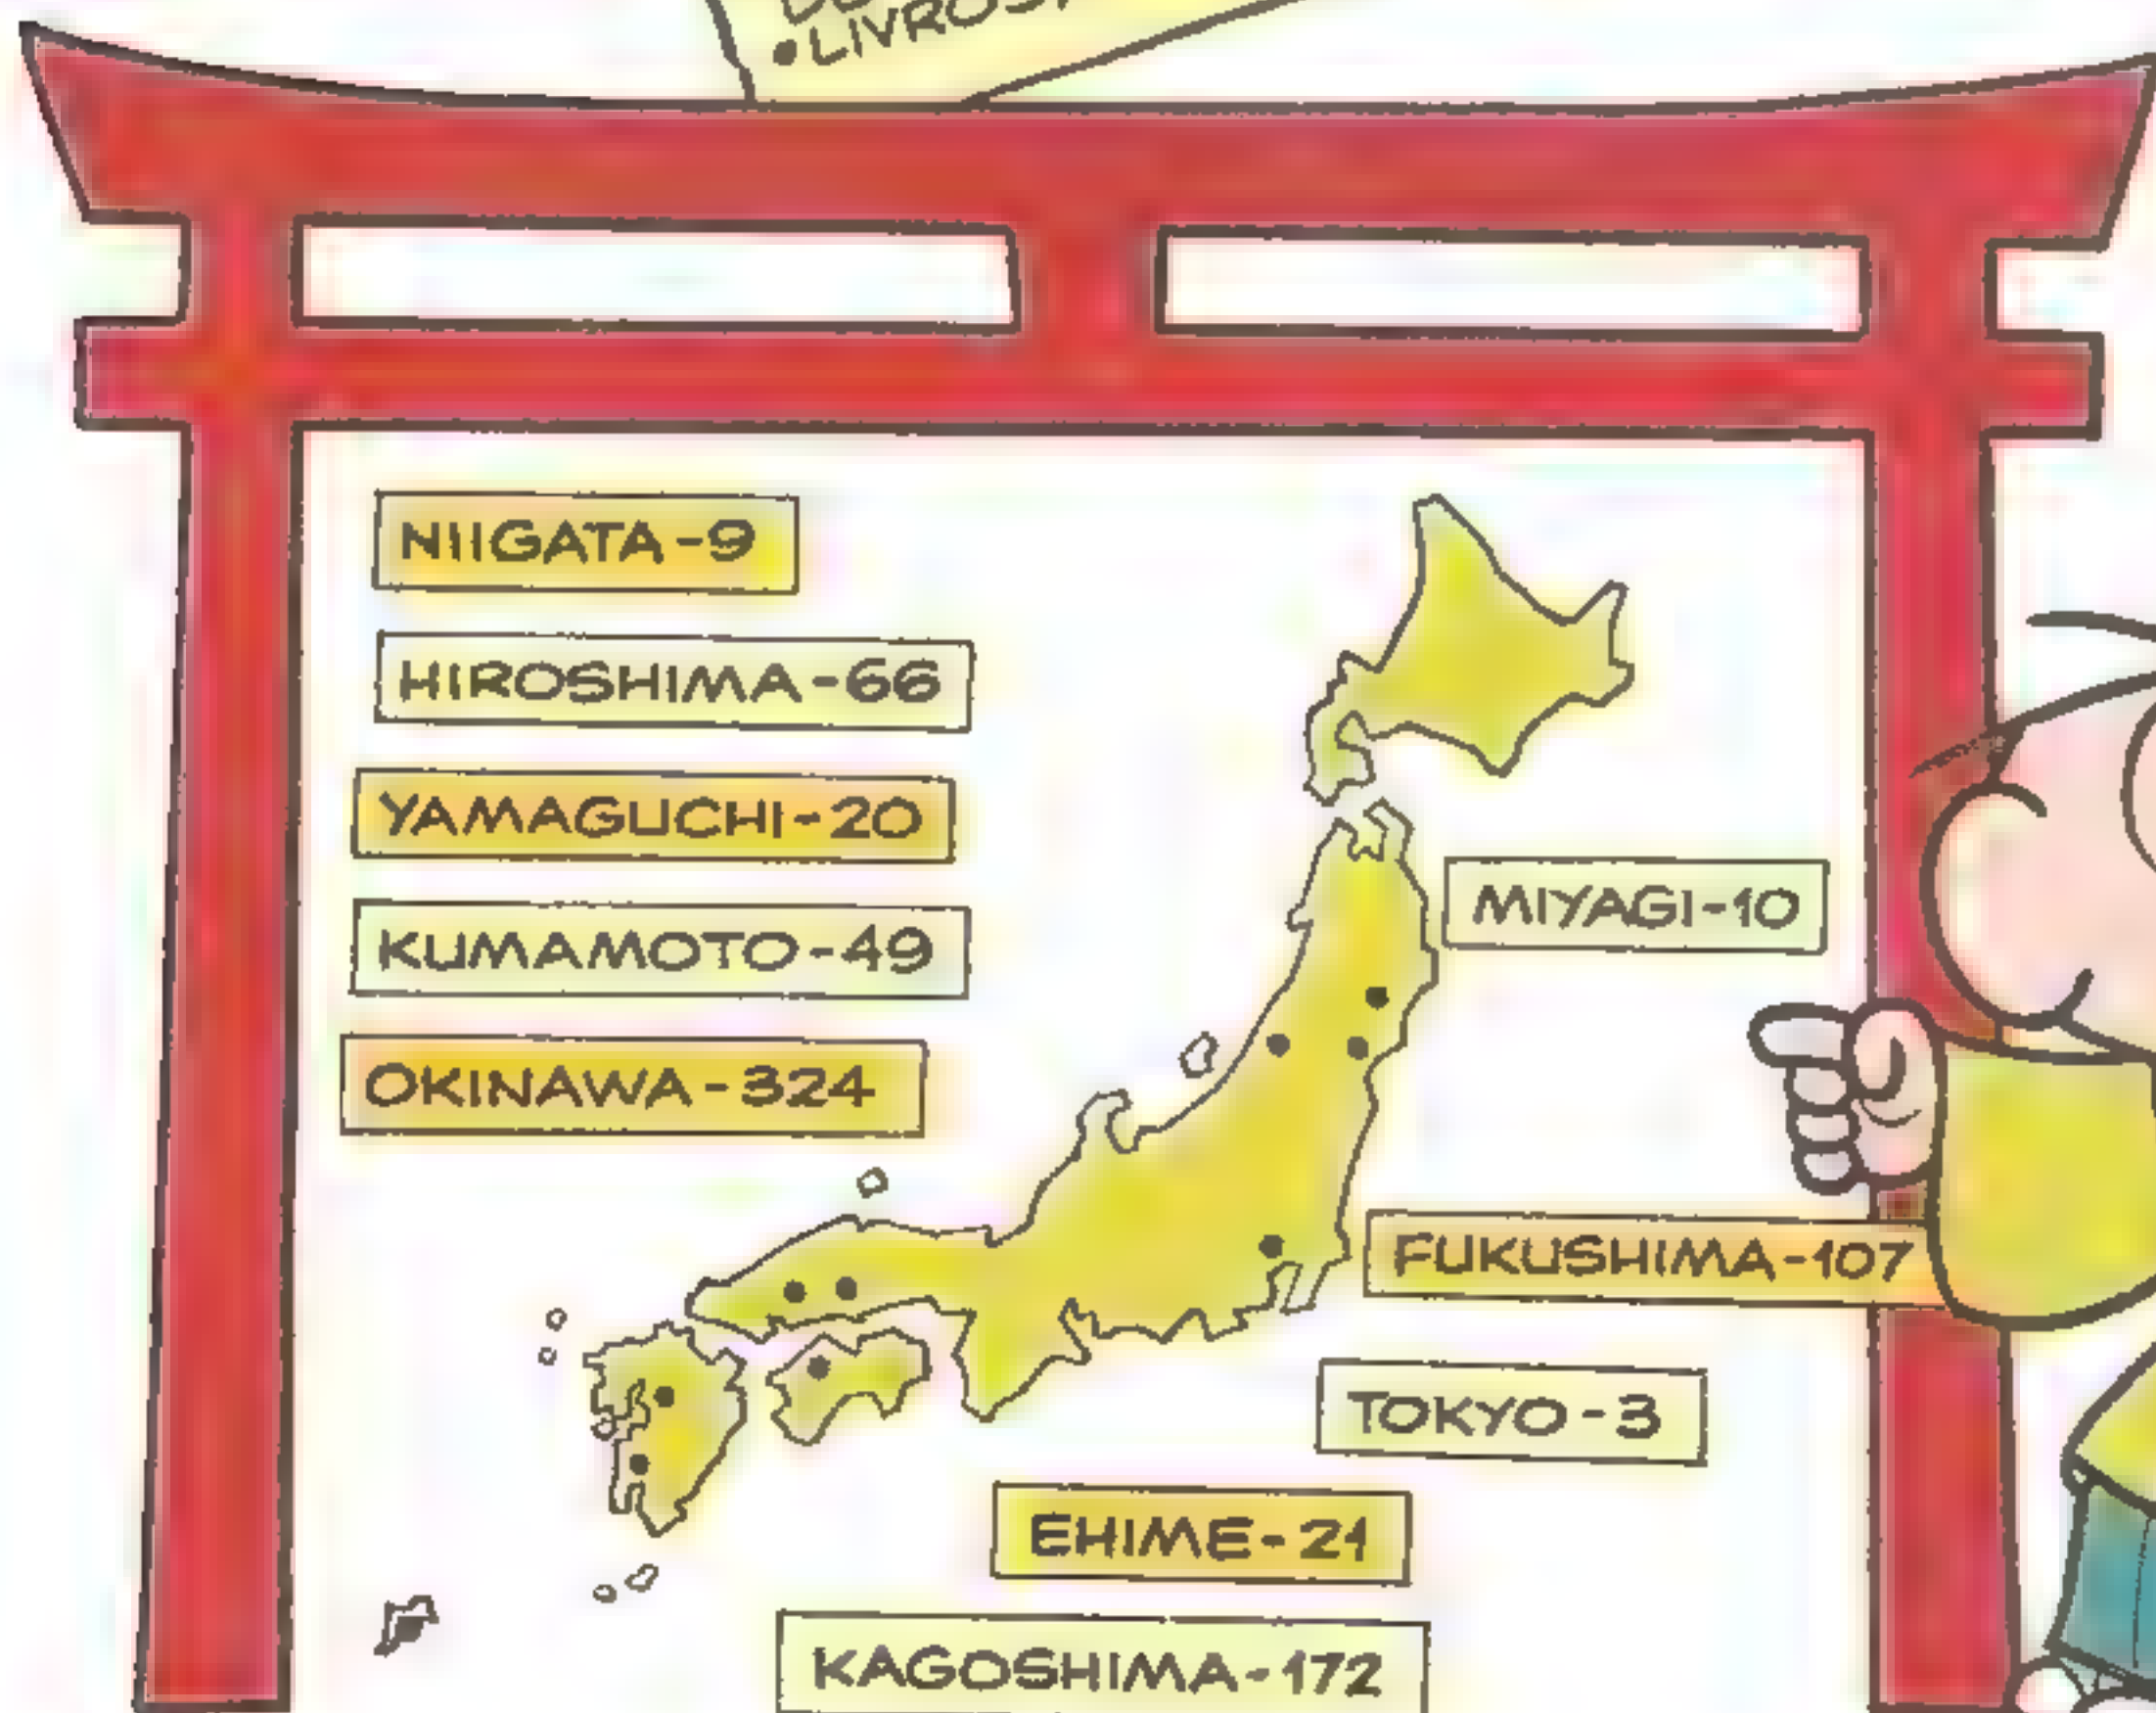 •LIVROS
NIIGATA-9
HIROSHIMA-66
YAMAGUCHI-20
KUMAMOTO-49
OKINAWA-324
MIYAGI-10
FUKUSHIMA-107
TOKYO-3
EHIME-21
KAGOSHIMA-172